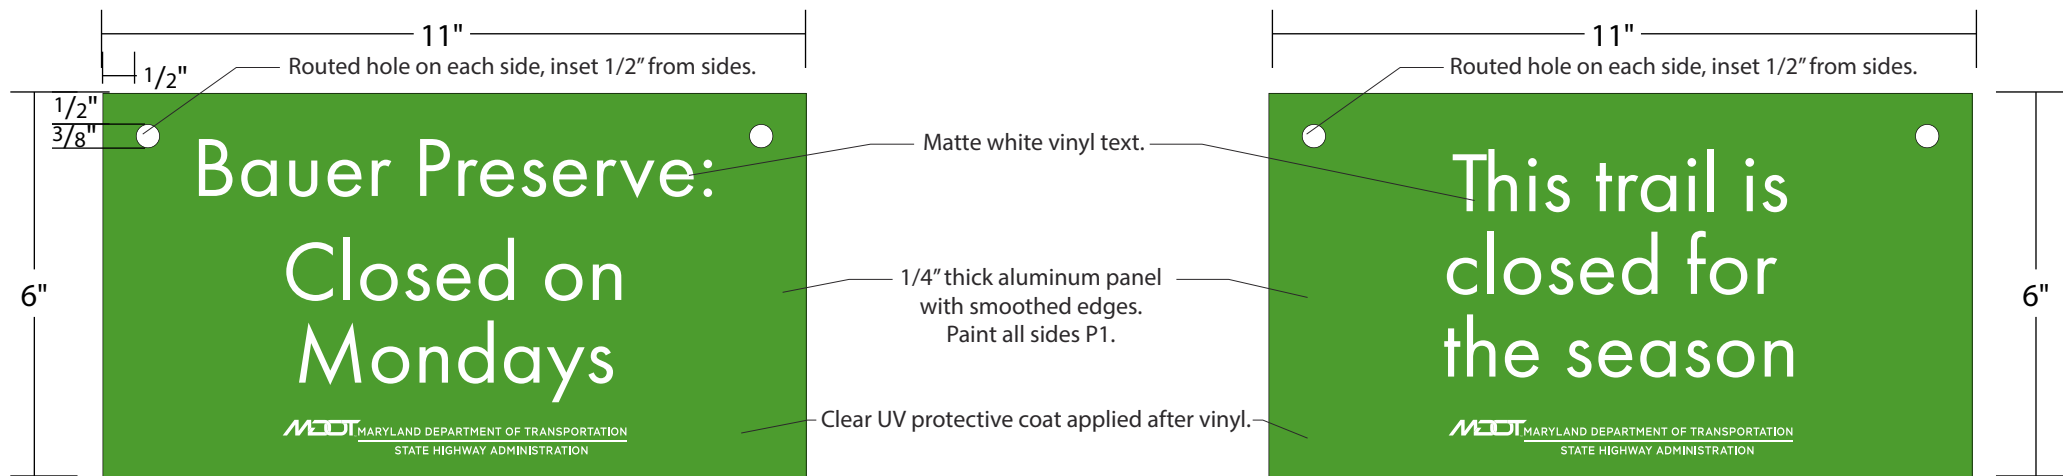 11"
11"
1/2"
Routed hole on each side, inset 1/2" from sides.
Routed hole on each side, inset 1/2" from sides.
1/2"
3/8"
Bauer Preserve:
Closed on
Mondays
MDOT MARYLAND DEPARTMENT OF TRANSPORTATION
STATE HIGHWAY ADMINISTRATION
6"
Matte white vinyl text.
1/4" thick aluminum panel
with smoothed edges.
Paint all sides P1.
Clear UV protective coat applied after vinyl.
This trail is
closed for
the season
MDOT MARYLAND DEPARTMENT OF TRANSPORTATION
STATE HIGHWAY ADMINISTRATION
6"